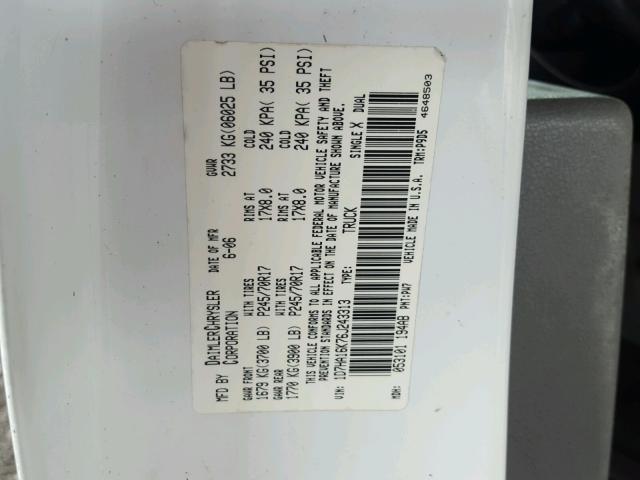 MFD BY DAIMLERCHRYSLER CORPORATION DATE OF MFR 6-06 GVWR 2733 KG(06025 LB)
GAWR FRONT WITH TIRES RIMS AT COLD
1679 KG(3700 LB) P245/70R17 17X8.0 240 KPA( 35 PSI)
GAWR REAR WITH TIRES RIMS AT COLD
1770 KG(3900 LB) P245/70R17 17X8.0 240 KPA( 35 PSI)
THIS VEHICLE CONFORMS TO ALL APPLICABLE FEDERAL MOTOR VEHICLE SAFETY AND THEFT
PREVENTION STANDARDS IN EFFECT ON THE DATE OF MANUFACTURE SHOWN ABOVE.
VIN: 1D7HA16K76J243313 TYPE: TRUCK SINGLE X DUAL
MDH: 053101 194AB PNT:PW7 VEHICLE MADE IN U.S.A. TRM:P9D5
4648503